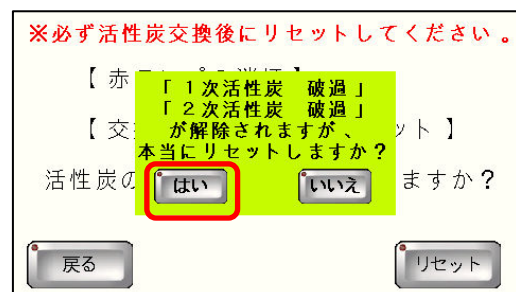 ※必ず活性炭交換後にリセットしてください。
【 赤
「 1次活性炭　破過 」
「 2次活性炭　破過 」
が解除されますが、
本当にリセットしますか？
【 交
ット 】
活性炭の
ますか？
はい
いいえ
戻る
リセット